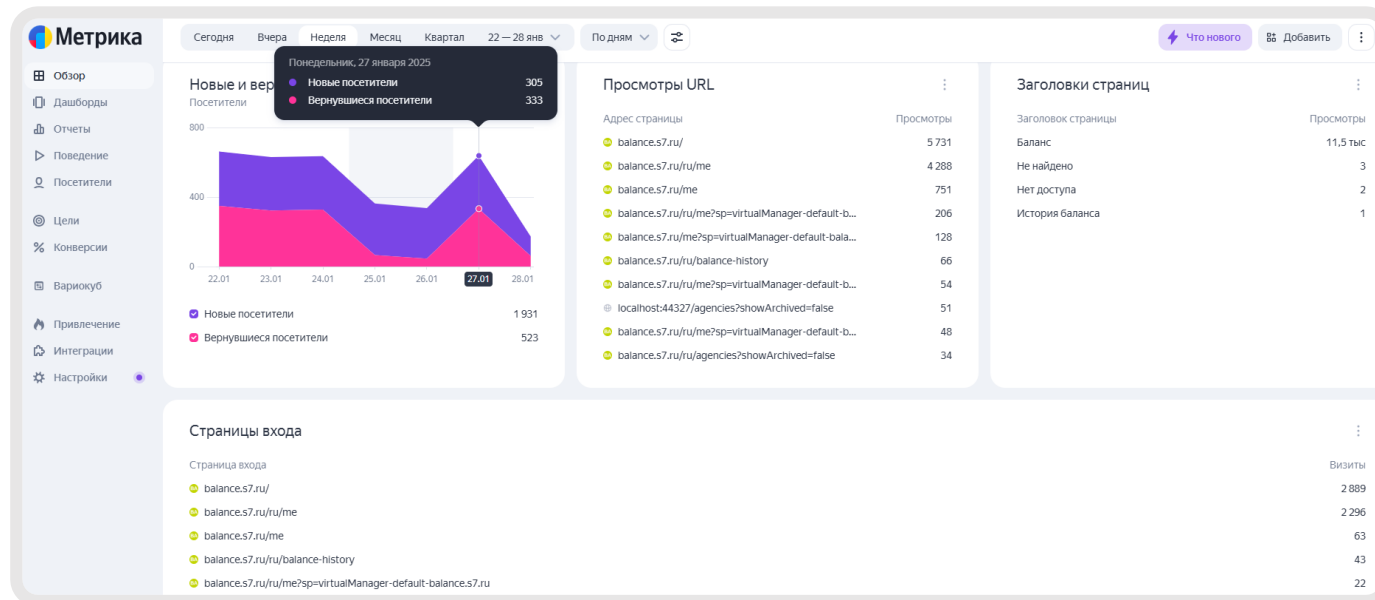 Метрика
Сегодня Вчера Неделя Месяц Квартал 22 — 28 янв По дням Что нового Добавить
Обзор
Дашборды
Отчеты
Поведение
Посетители
Цели
Конверсии
Вариокуб
Привлечение
Интеграции
Настройки
Новые и вер
Посетители
Понедельник, 27 января 2025
Новые посетители 305
Вернувшиеся посетители 333
800
400
0
22.01 23.01 24.01 25.01 26.01 27.01 28.01
Новые посетители 1 931
Вернувшиеся посетители 523
Просмотры URL
Адрес страницы Просмотры
balance.s7.ru/ 5 731
balance.s7.ru/ru/me 4 288
balance.s7.ru/me 751
balance.s7.ru/ru/me?sp=virtualManager-default-b... 206
balance.s7.ru/me?sp=virtualManager-default-bala... 128
balance.s7.ru/ru/balance-history 66
balance.s7.ru/ru/me?sp=virtualManager-default-b... 54
localhost:44327/agencies?showArchived=false 51
balance.s7.ru/ru/me?sp=virtualManager-default-b... 48
balance.s7.ru/ru/agencies?showArchived=false 34
Заголовки страниц
Заголовок страницы Просмотры
Баланс 11,5 тыс
Не найдено 3
Нет доступа 2
История баланса 1
Страницы входа
Страница входа Визиты
balance.s7.ru/ 2 889
balance.s7.ru/ru/me 2 296
balance.s7.ru/me 63
balance.s7.ru/ru/balance-history 43
balance.s7.ru/ru/me?sp=virtualManager-default-balance.s7.ru 22